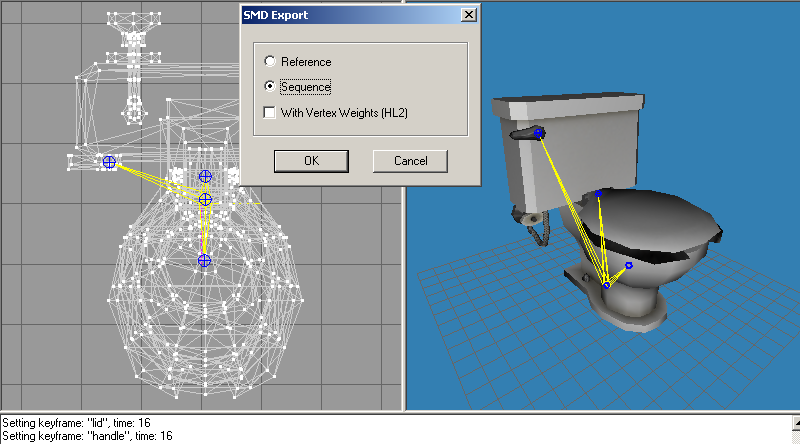 SMD Export
Reference
Sequence
With Vertex Weights (HL2)
OK
Cancel
Setting keyframe: "lid", time: 16
Setting keyframe: "handle", time: 16